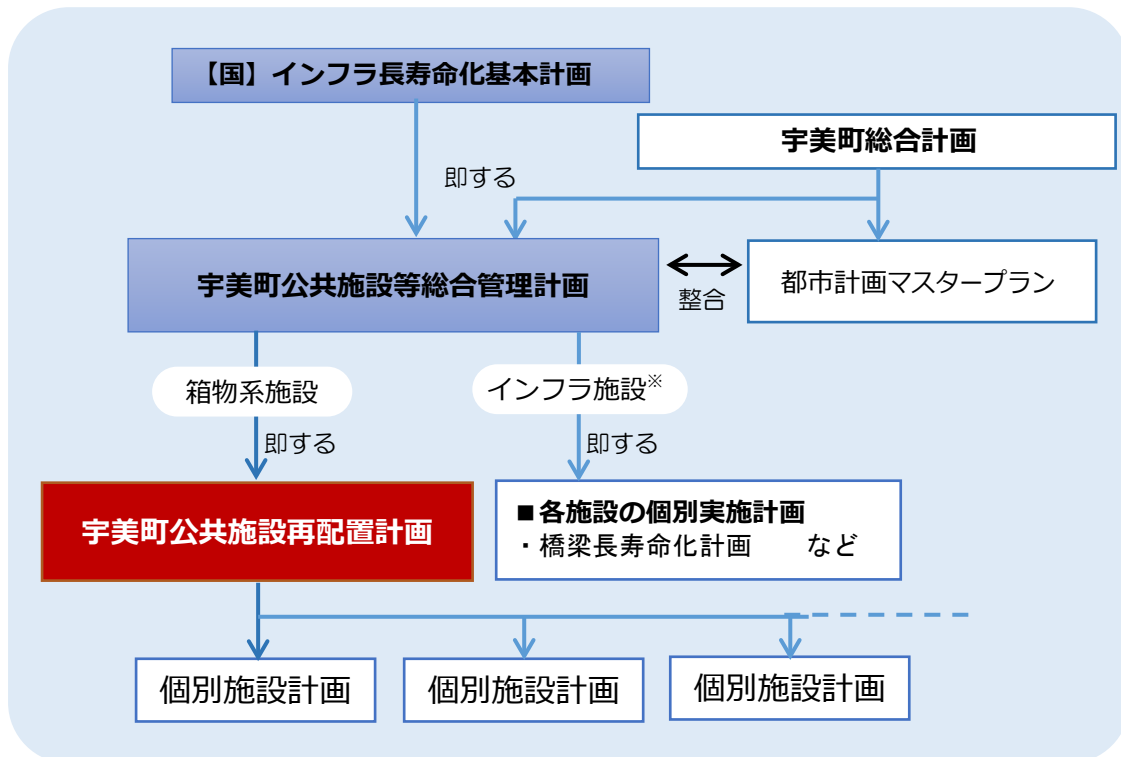 【国】インフラ長寿命化基本計画
宇美町総合計画
即する
宇美町公共施設等総合管理計画
整合
都市計画マスタープラン
箱物系施設
インフラ施設※
即する
即する
宇美町公共施設再配置計画
■各施設の個別実施計画
・橋梁長寿命化計画　　など
個別施設計画
個別施設計画
個別施設計画